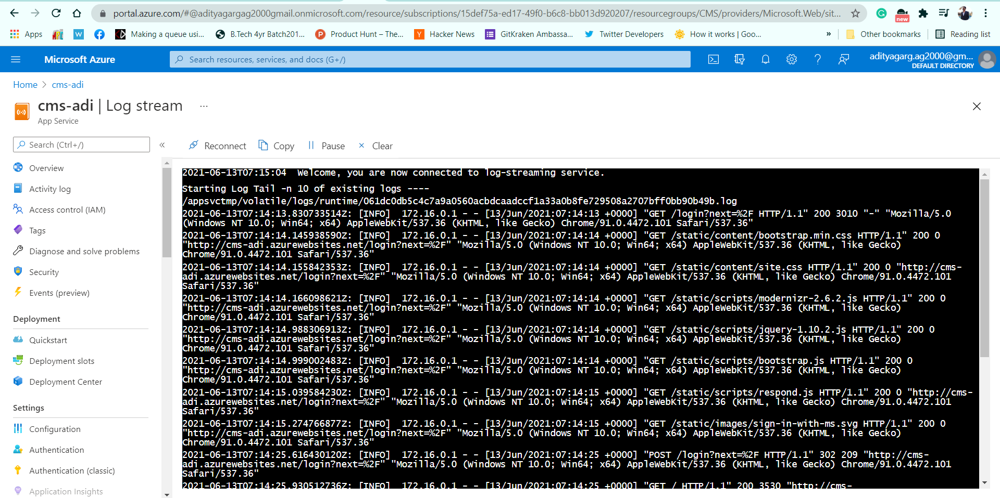 portal.azure.com/#@adityagargag2000gmail.onmicrosoft.com/resource/subscriptions/15def75a-ed17-49f0-b6c8-bb013d920207/resourcegroups/CMS/providers/Microsoft.Web/sit...
new
Apps
W
Making a queue usi...
B.Tech 4yr Batch201...
P
Product Hunt – The...
Y
Hacker News
GitKraken Ambassa...
Twitter Developers
How it works | Goo...
»
Other bookmarks
Reading list
Microsoft Azure
Search resources, services, and docs (G+/)
adityagarg.ag2000@gm...
DEFAULT DIRECTORY
Home > cms-adi
cms-adi | Log stream ...
App Service
Search (Ctrl+/)
«
Reconnect
Copy
Pause
Clear
Overview
Activity log
Access control (IAM)
Tags
Diagnose and solve problems
Security
Events (preview)
Deployment
Quickstart
Deployment slots
Deployment Center
Settings
Configuration
Authentication
Authentication (classic)
Application Insights
2021-06-13T07:15:04  Welcome, you are now connected to log-streaming service.
Starting Log Tail -n 10 of existing logs ----
/appsvctmp/volatile/logs/runtime/061dc0db5c4c7a9a0560acbdcaadccf1a33a0b8fe729508a2707bff0bb90b49b.log
2021-06-13T07:14:13.830733514Z: [INFO]  172.16.0.1 - - [13/Jun/2021:07:14:13 +0000] "GET /login?next=%2F HTTP/1.1" 200 3010 "-" "Mozilla/5.0
(Windows NT 10.0; Win64; x64) AppleWebKit/537.36 (KHTML, like Gecko) Chrome/91.0.4472.101 Safari/537.36"
2021-06-13T07:14:14.145938590Z: [INFO]  172.16.0.1 - - [13/Jun/2021:07:14:14 +0000] "GET /static/content/bootstrap.min.css HTTP/1.1" 200 0
"http://cms-adi.azurewebsites.net/login?next=%2F" "Mozilla/5.0 (Windows NT 10.0; Win64; x64) AppleWebKit/537.36 (KHTML, like Gecko)
Chrome/91.0.4472.101 Safari/537.36"
2021-06-13T07:14:14.155842353Z: [INFO]  172.16.0.1 - - [13/Jun/2021:07:14:14 +0000] "GET /static/content/site.css HTTP/1.1" 200 0 "http://cms-
adi.azurewebsites.net/login?next=%2F" "Mozilla/5.0 (Windows NT 10.0; Win64; x64) AppleWebKit/537.36 (KHTML, like Gecko) Chrome/91.0.4472.101
Safari/537.36"
2021-06-13T07:14:14.166098621Z: [INFO]  172.16.0.1 - - [13/Jun/2021:07:14:14 +0000] "GET /static/scripts/modernizr-2.6.2.js HTTP/1.1" 200 0
"http://cms-adi.azurewebsites.net/login?next=%2F" "Mozilla/5.0 (Windows NT 10.0; Win64; x64) AppleWebKit/537.36 (KHTML, like Gecko)
Chrome/91.0.4472.101 Safari/537.36"
2021-06-13T07:14:14.988306913Z: [INFO]  172.16.0.1 - - [13/Jun/2021:07:14:14 +0000] "GET /static/scripts/jquery-1.10.2.js HTTP/1.1" 200 0
"http://cms-adi.azurewebsites.net/login?next=%2F" "Mozilla/5.0 (Windows NT 10.0; Win64; x64) AppleWebKit/537.36 (KHTML, like Gecko)
Chrome/91.0.4472.101 Safari/537.36"
2021-06-13T07:14:14.999002483Z: [INFO]  172.16.0.1 - - [13/Jun/2021:07:14:14 +0000] "GET /static/scripts/bootstrap.js HTTP/1.1" 200 0
"http://cms-adi.azurewebsites.net/login?next=%2F" "Mozilla/5.0 (Windows NT 10.0; Win64; x64) AppleWebKit/537.36 (KHTML, like Gecko)
Chrome/91.0.4472.101 Safari/537.36"
2021-06-13T07:14:15.039584230Z: [INFO]  172.16.0.1 - - [13/Jun/2021:07:14:15 +0000] "GET /static/scripts/respond.js HTTP/1.1" 200 0 "http://cms-
adi.azurewebsites.net/login?next=%2F" "Mozilla/5.0 (Windows NT 10.0; Win64; x64) AppleWebKit/537.36 (KHTML, like Gecko) Chrome/91.0.4472.101
Safari/537.36"
2021-06-13T07:14:15.274766877Z: [INFO]  172.16.0.1 - - [13/Jun/2021:07:14:15 +0000] "GET /static/images/sign-in-with-ms.svg HTTP/1.1" 200 0
"http://cms-adi.azurewebsites.net/login?next=%2F" "Mozilla/5.0 (Windows NT 10.0; Win64; x64) AppleWebKit/537.36 (KHTML, like Gecko)
Chrome/91.0.4472.101 Safari/537.36"
2021-06-13T07:14:25.616430120Z: [INFO]  172.16.0.1 - - [13/Jun/2021:07:14:25 +0000] "POST /login?next=%2F HTTP/1.1" 302 209 "http://cms-
adi.azurewebsites.net/login?next=%2F" "Mozilla/5.0 (Windows NT 10.0; Win64; x64) AppleWebKit/537.36 (KHTML, like Gecko) Chrome/91.0.4472.101
Safari/537.36"
2021-06-13T07:14:25.930512736Z: [INFO]  172.16.0.1 - - [13/Jun/2021:07:14:25 +0000] "GET / HTTP/1.1" 200 3530 "http://cms-